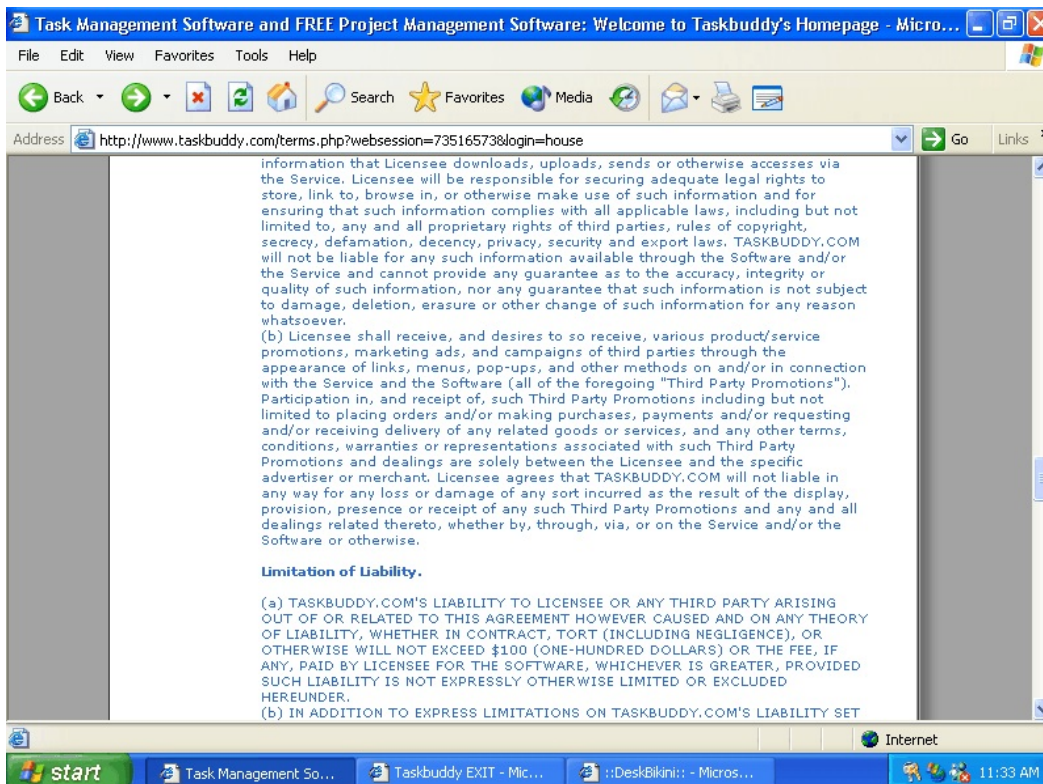 Task Management Software and FREE Project Management Software: Welcome to Taskbuddy's Homepage - Micro...
File Edit View Favorites Tools Help
Back Search Favorites Media
Address http://www.taskbuddy.com/terms.php?websession=73516573&login=house Go Links
information that Licensee downloads, uploads, sends or otherwise accesses via
the Service. Licensee will be responsible for securing adequate legal rights to
store, link to, browse in, or otherwise make use of such information and for
ensuring that such information complies with all applicable laws, including but not
limited to, any and all proprietary rights of third parties, rules of copyright,
secrecy, defamation, decency, privacy, security and export laws. TASKBUDDY.COM
will not be liable for any such information available through the Software and/or
the Service and cannot provide any guarantee as to the accuracy, integrity or
quality of such information, nor any guarantee that such information is not subject
to damage, deletion, erasure or other change of such information for any reason
whatsoever.
(b) Licensee shall receive, and desires to so receive, various product/service
promotions, marketing ads, and campaigns of third parties through the
appearance of links, menus, pop-ups, and other methods on and/or in connection
with the Service and the Software (all of the foregoing "Third Party Promotions").
Participation in, and receipt of, such Third Party Promotions including but not
limited to placing orders and/or making purchases, payments and/or requesting
and/or receiving delivery of any related goods or services, and any other terms,
conditions, warranties or representations associated with such Third Party
Promotions and dealings are solely between the Licensee and the specific
advertiser or merchant. Licensee agrees that TASKBUDDY.COM will not liable in
any way for any loss or damage of any sort incurred as the result of the display,
provision, presence or receipt of any such Third Party Promotions and any and all
dealings related thereto, whether by, through, via, or on the Service and/or the
Software or otherwise.
Limitation of Liability.
(a) TASKBUDDY.COM'S LIABILITY TO LICENSEE OR ANY THIRD PARTY ARISING
OUT OF OR RELATED TO THIS AGREEMENT HOWEVER CAUSED AND ON ANY THEORY
OF LIABILITY, WHETHER IN CONTRACT, TORT (INCLUDING NEGLIGENCE), OR
OTHERWISE WILL NOT EXCEED $100 (ONE-HUNDRED DOLLARS) OR THE FEE, IF
ANY, PAID BY LICENSEE FOR THE SOFTWARE, WHICHEVER IS GREATER, PROVIDED
SUCH LIABILITY IS NOT EXPRESSLY OTHERWISE LIMITED OR EXCLUDED
HEREUNDER.
(b) IN ADDITION TO EXPRESS LIMITATIONS ON TASKBUDDY.COM'S LIABILITY SET
Internet
start Task Management So... Taskbuddy EXIT - Mic... ::DeskBikini:: - Micros... 11:33 AM